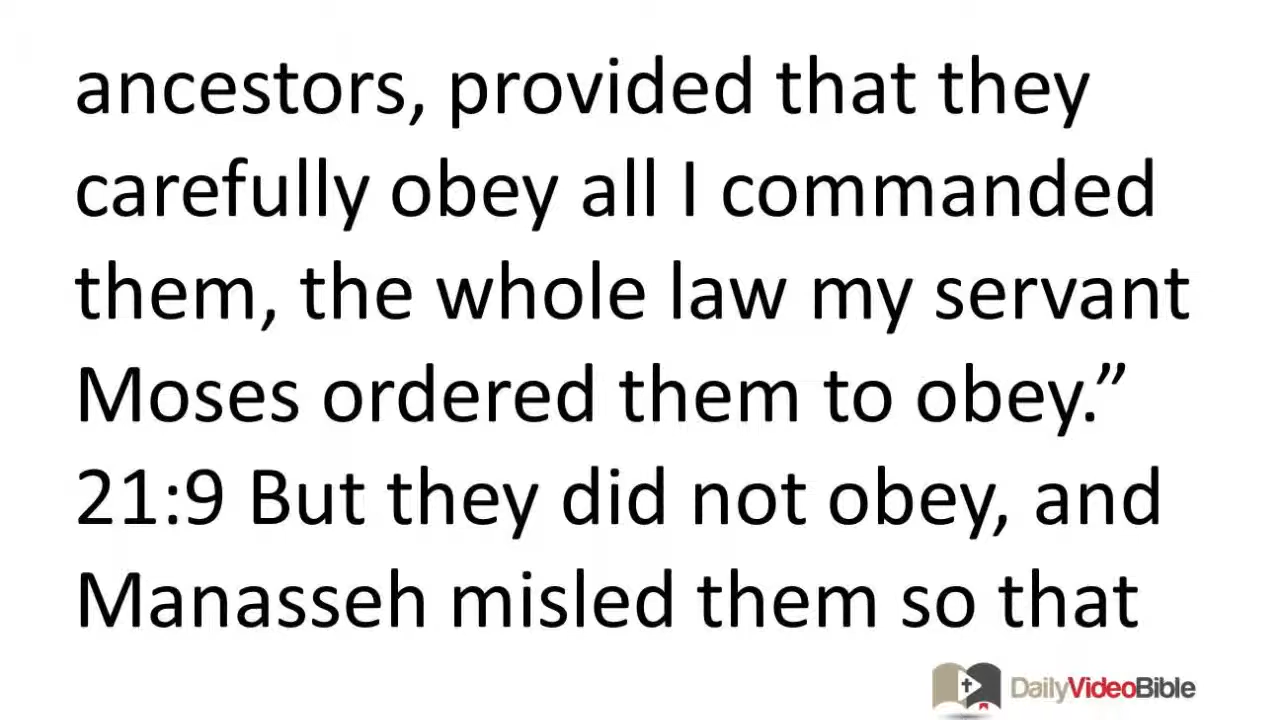 ancestors, provided that they
carefully obey all I commanded
them, the whole law my servant
Moses ordered them to obey.”
21:9 But they did not obey, and
Manasseh misled them so that
DailyVideoBible